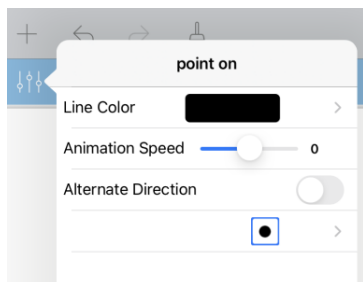 point on
Line Color
Animation Speed 0
Alternate Direction